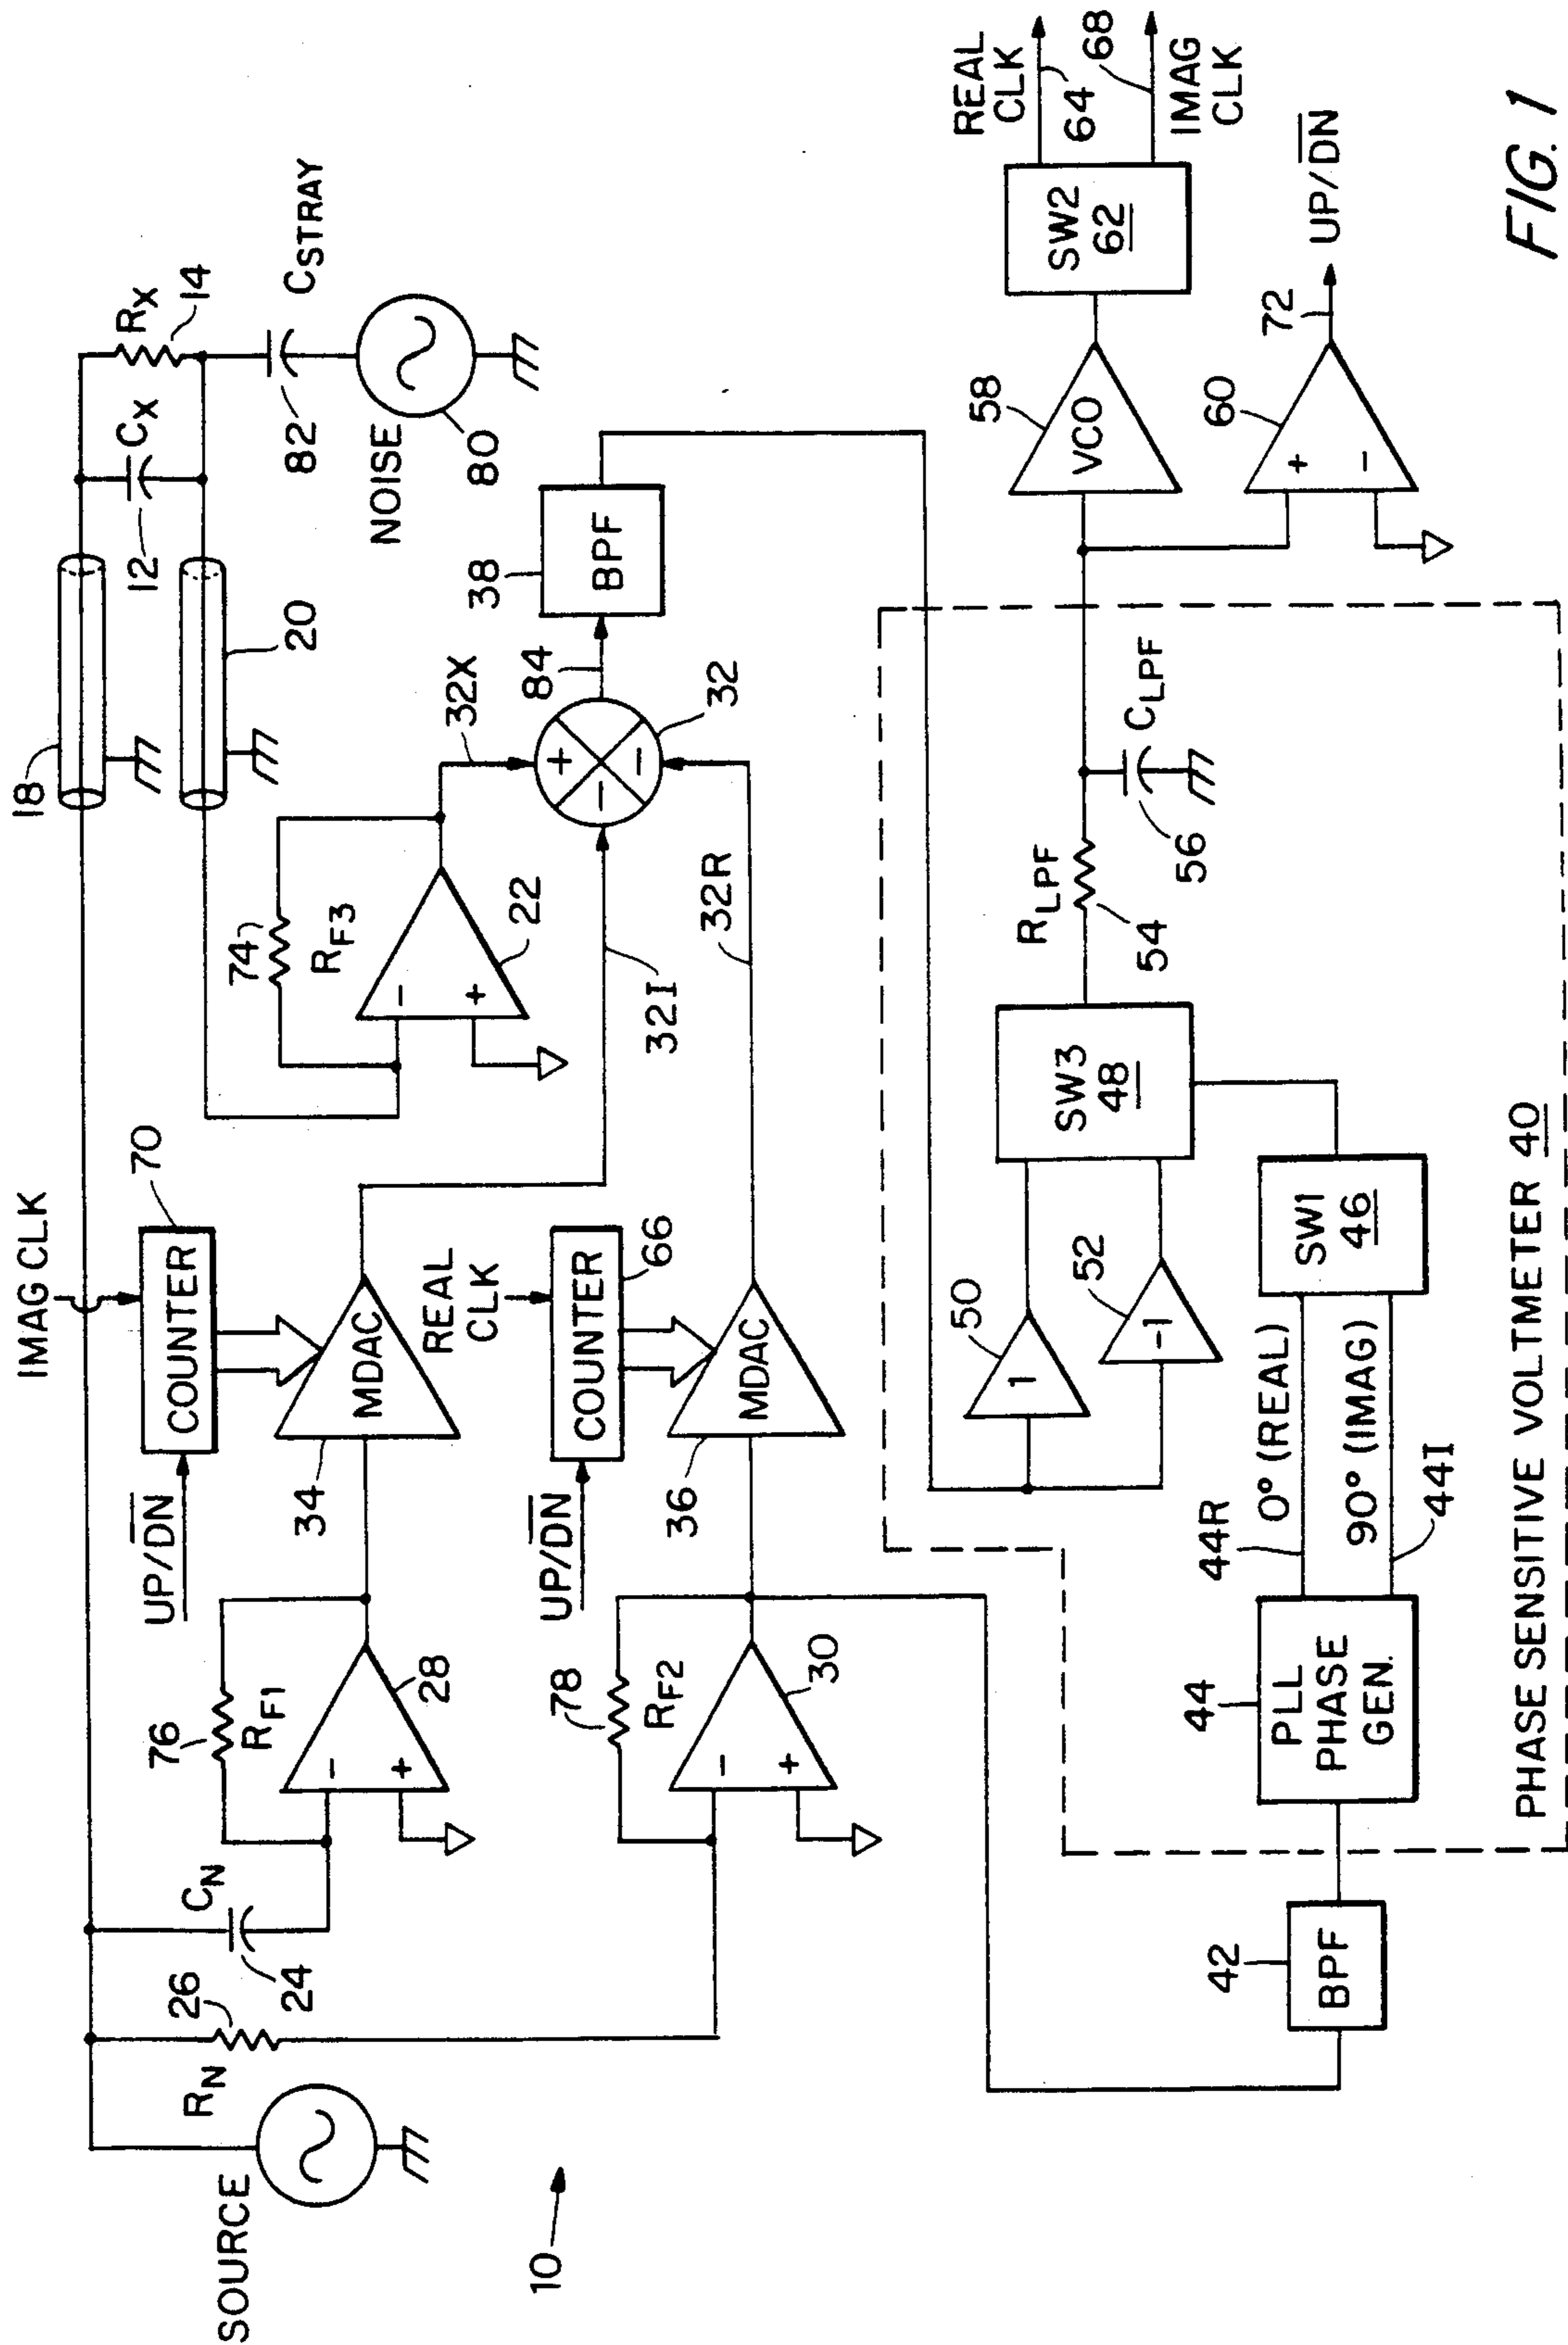 IMAG CLK
UP/DN
COUNTER
70
MDAC
34
76
RF1
28
CN
24
26
RN
SOURCE
10
REAL
CLK
UP/DN
COUNTER
66
MDAC
36
78
RF2
30
18
20
12
CX
RX
14
CSTRAY
82
NOISE
80
74
RF3
22
32X
32I
32R
32
84
38
BPF
42
BPF
44
PLL
PHASE
GEN.
44R
0° (REAL)
90° (IMAG)
44I
SW1
46
50
1
52
-1
SW3
48
RLPF
54
56
CLPF
PHASE SENSITIVE VOLTMETER 40
58
VCO
60
72
UP/DN
SW2
62
REAL
CLK
64
68
IMAG
CLK
FIG. 1